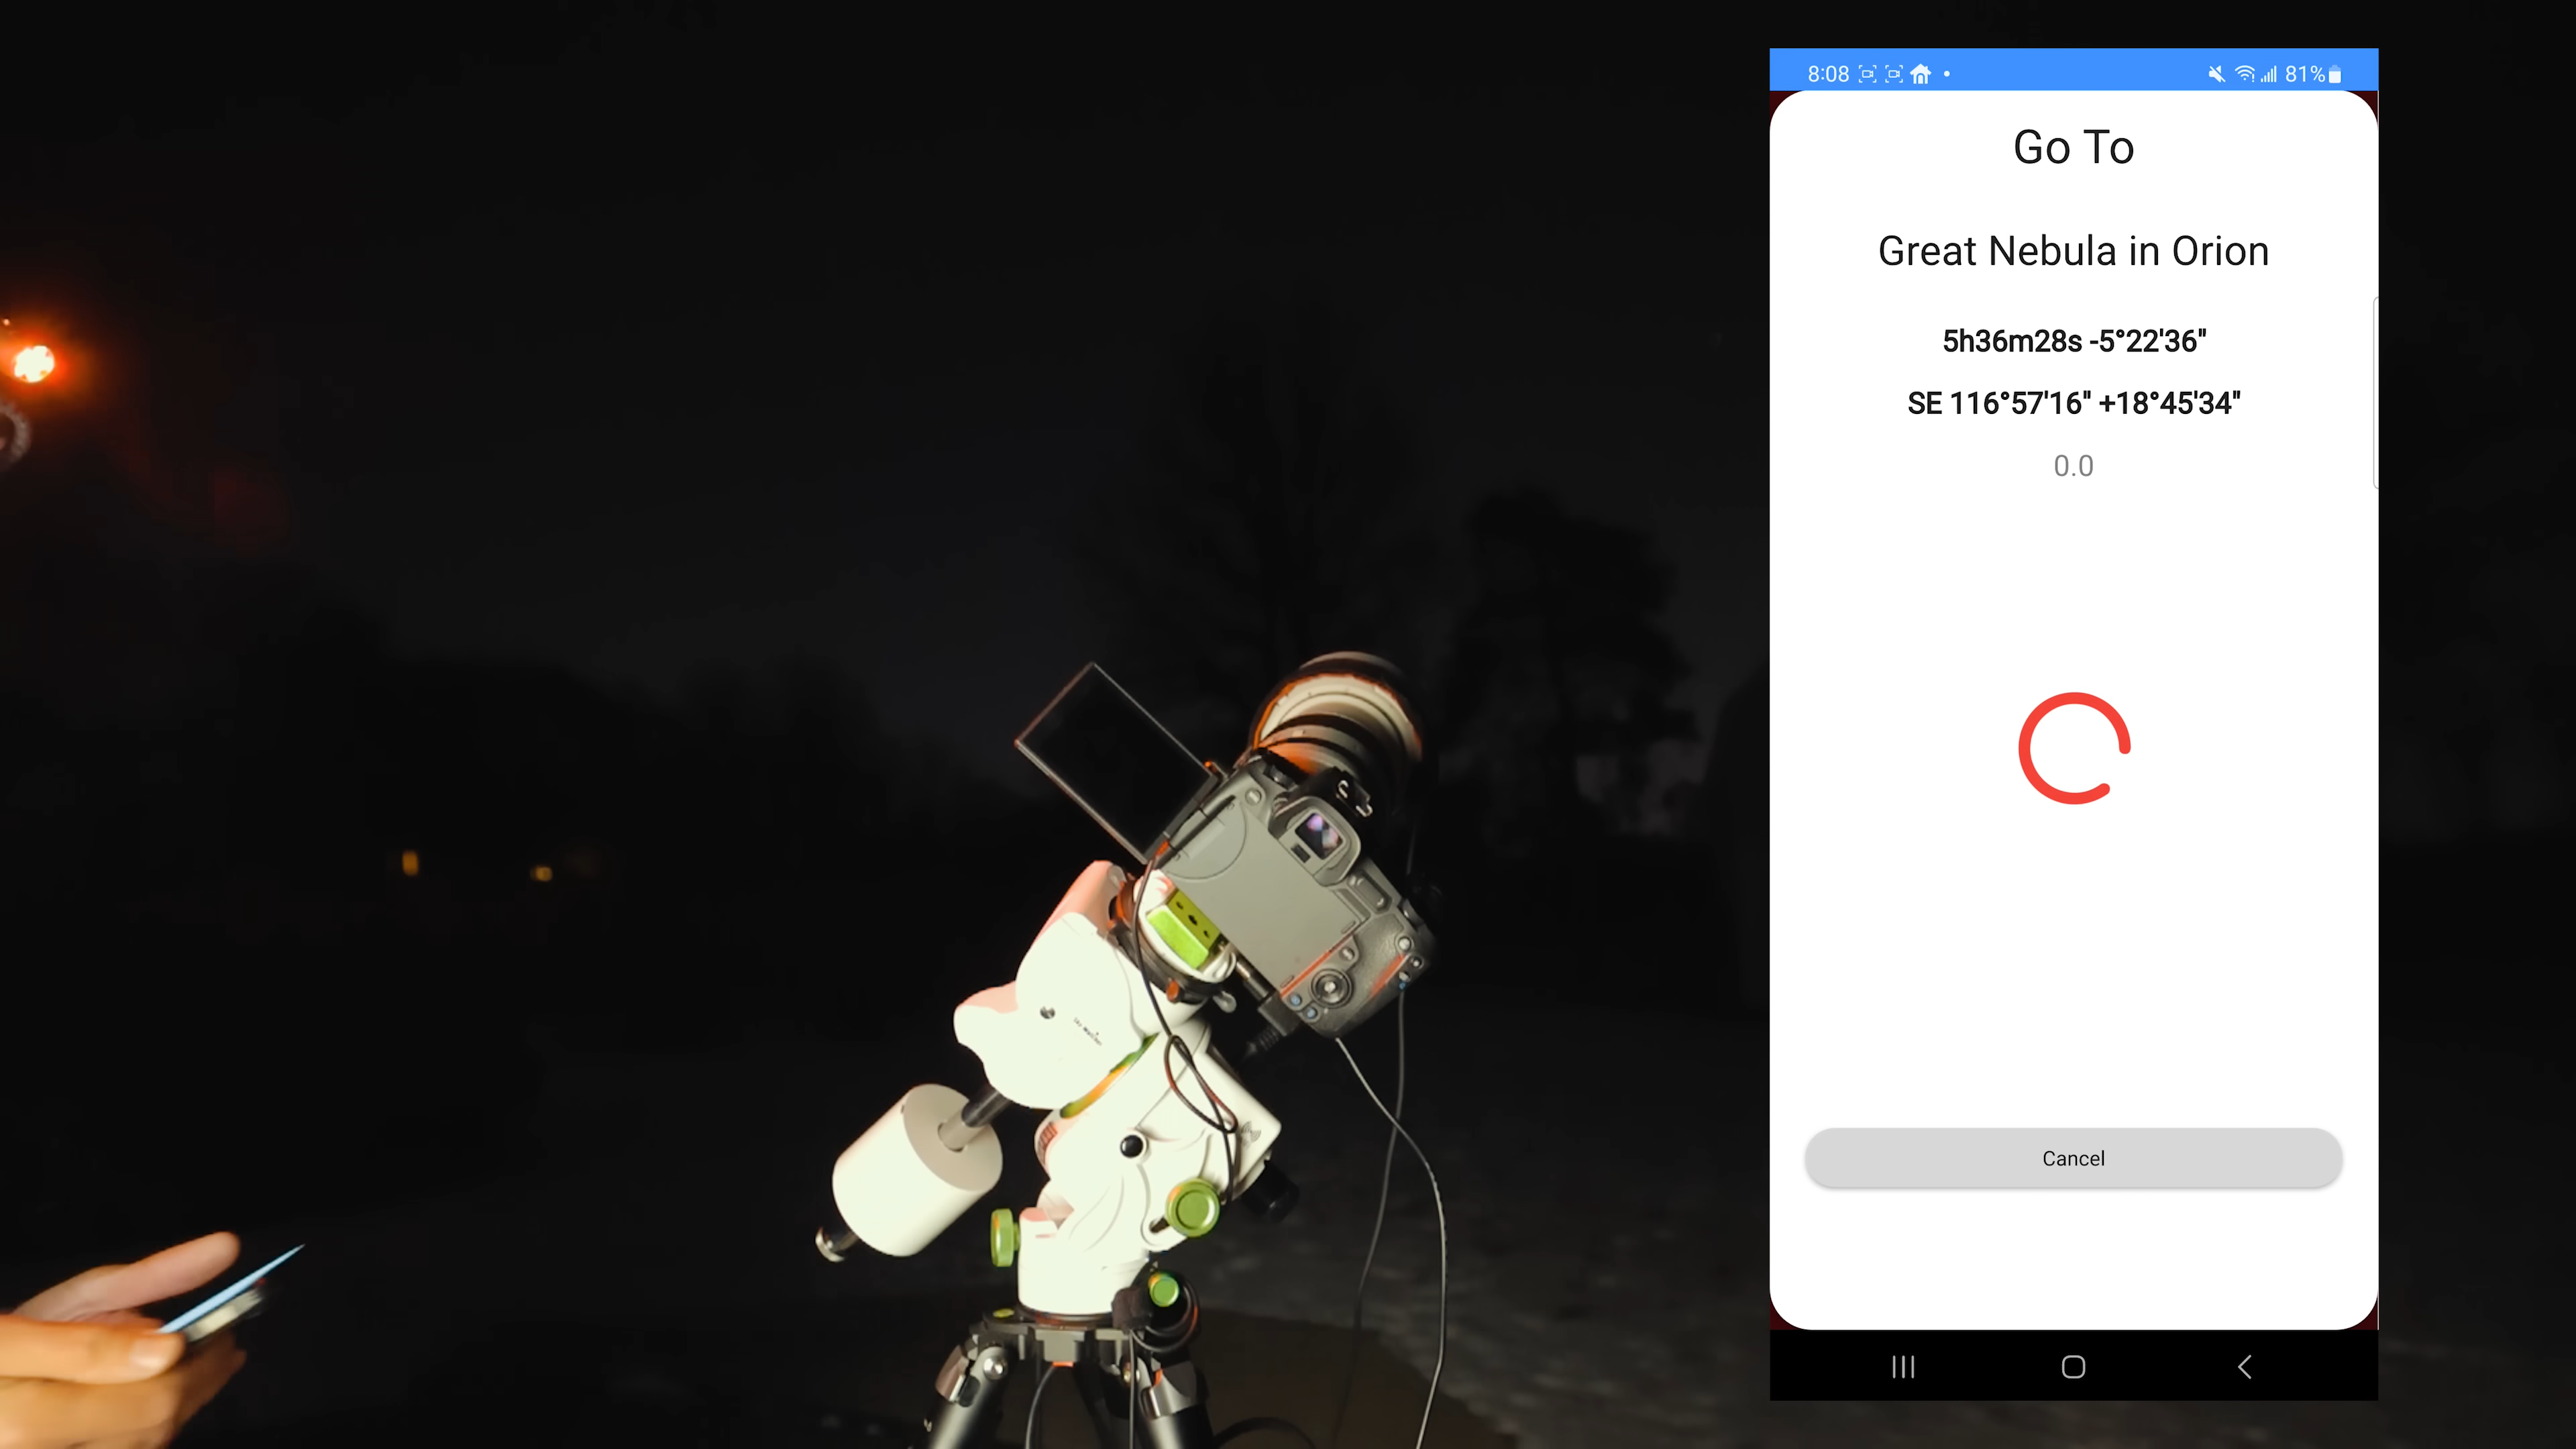 8:08 81%
Go To
Great Nebula in Orion
5h36m28s -5°22'36"
SE 116°57'16" +18°45'34"
0.0
Cancel